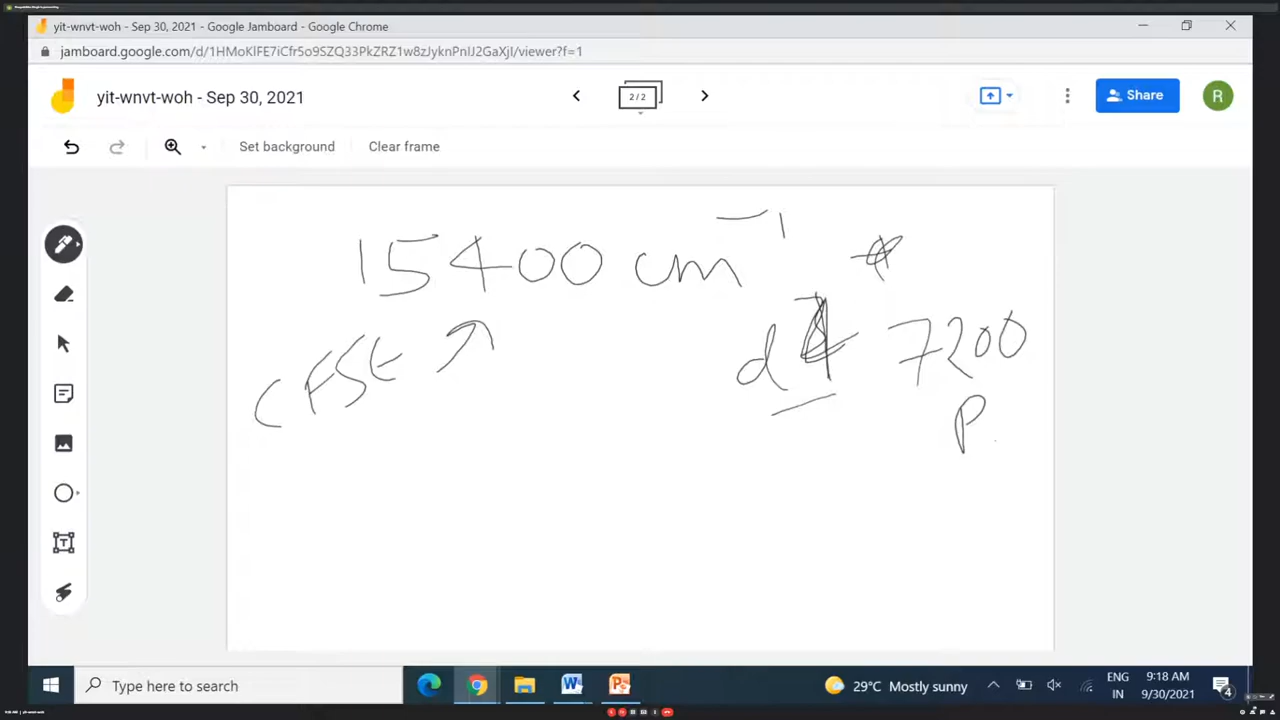 yit-wnvt-woh - Sep 30, 2021 - Google Jamboard - Google Chrome
jamboard.google.com/d/1HMoKlFE7iCfr5o9SZQ33PkZRZ1w8zJyknPnIJ2GaXjI/viewer?f=1
yit-wnvt-woh - Sep 30, 2021
2 / 2
Share
R
Set background
Clear frame
15400 cm⁻¹
d4 7200
CFSE
P
Type here to search
29°C Mostly sunny
ENG
IN
9:18 AM
9/30/2021
4